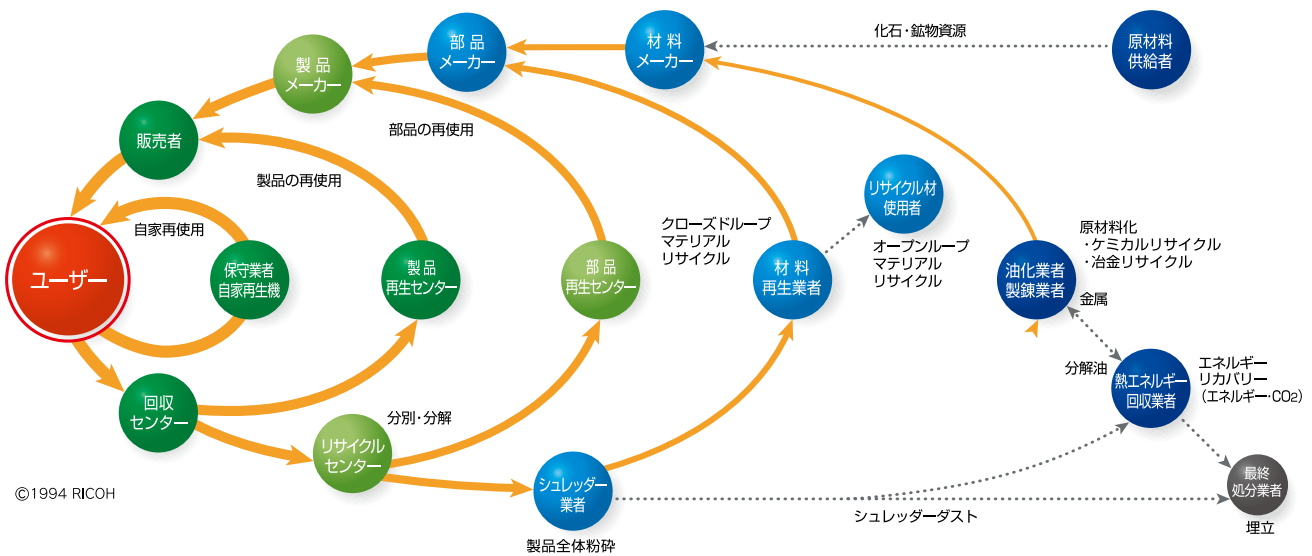 部 品
メーカー
材 料
メーカー
化石・鉱物資源
原材料
供給者
製 品
メーカー
販売者
部品の再使用
製品の再使用
自家再使用
リサイクル材
使用者
クローズドループ
マテリアル
リサイクル
オープンループ
マテリアル
リサイクル
原材料化
・ケミカルリサイクル
・冶金リサイクル
ユーザー
保守業者
自家再生機
製 品
再生センター
部 品
再生センター
材 料
再生業者
油化業者
製錬業者
金属
分解油
熱エネルギー
回収業者
エネルギー
リカバリー
（エネルギー・CO2）
回収
センター
分別・分解
リサイクル
センター
シュレッダー
業者
製品全体粉砕
シュレッダーダスト
最終
処分業者
埋立
©1994 RICOH